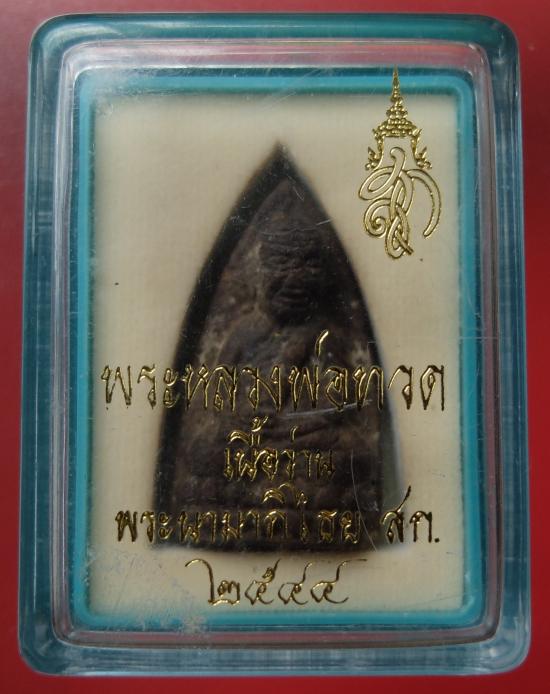 พระหลวงพ่อทวด
เนื้อว่าน
พระนามาภิไธย สก.
๒๕๔๔